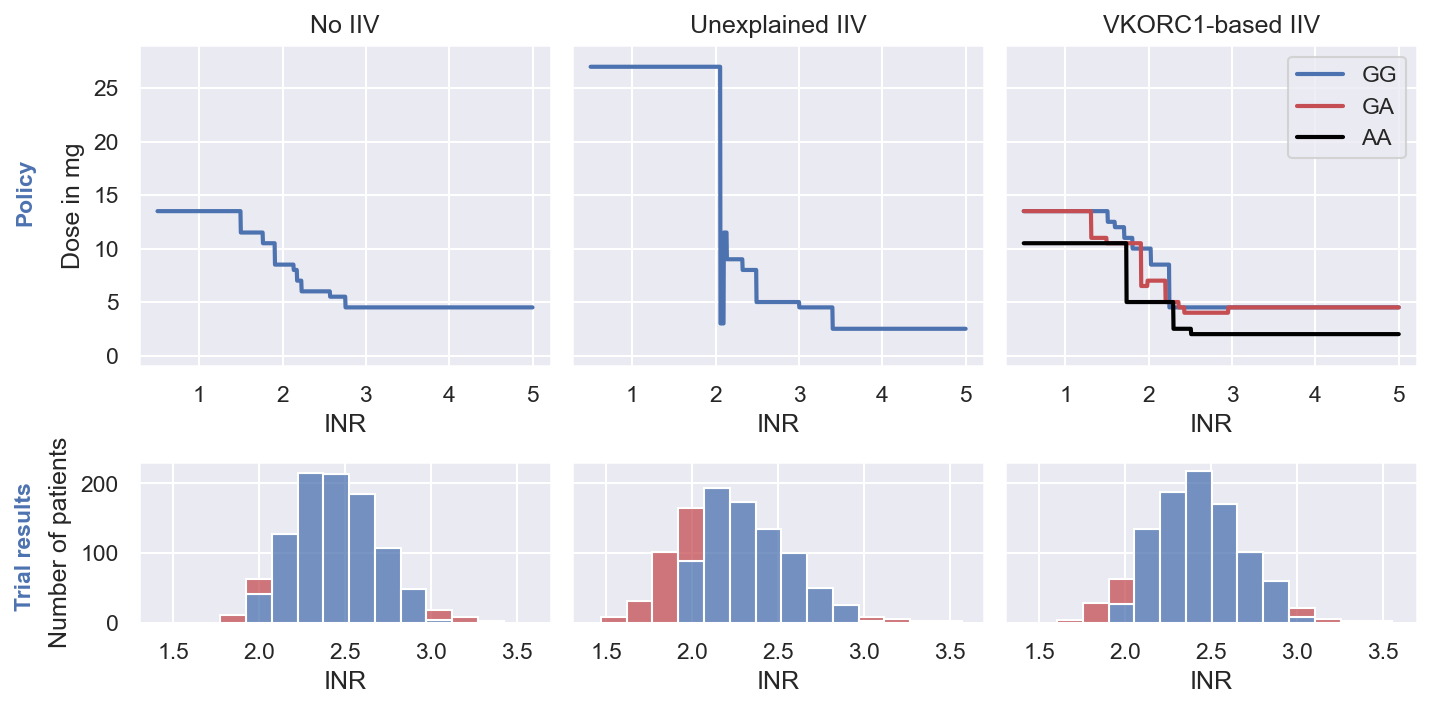 No IIV
Unexplained IIV
VKORC1-based IIV
Policy
Dose in mg
25
20
15
10
5
0
GG
GA
AA
1 2 3 4 5
1 2 3 4 5
1 2 3 4 5
INR
INR
INR
Trial results
Number of patients
200
100
0
1.5 2.0 2.5 3.0 3.5
1.5 2.0 2.5 3.0 3.5
1.5 2.0 2.5 3.0 3.5
INR
INR
INR